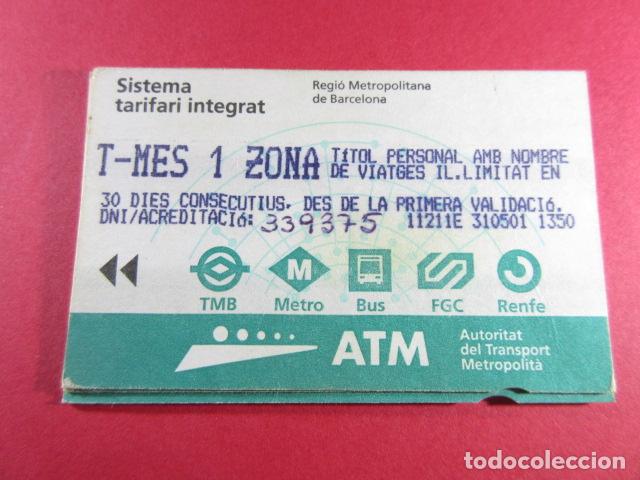 Sistema
tarifari integrat
Regió Metropolitana
de Barcelona
T-MES 1 ZONA
TíTOL PERSONAL AMB NOMBRE
DE VIATGES IL.LIMITAT EN
30 DIES CONSECUTIUS, DES DE LA PRIMERA VALIDACIó.
DNI/ACREDITACIó: 339375 11211E 310501 1350
TMB Metro Bus FGC Renfe
M
ATM
Autoritat
del Transport
Metropolità
todocoleccion.net